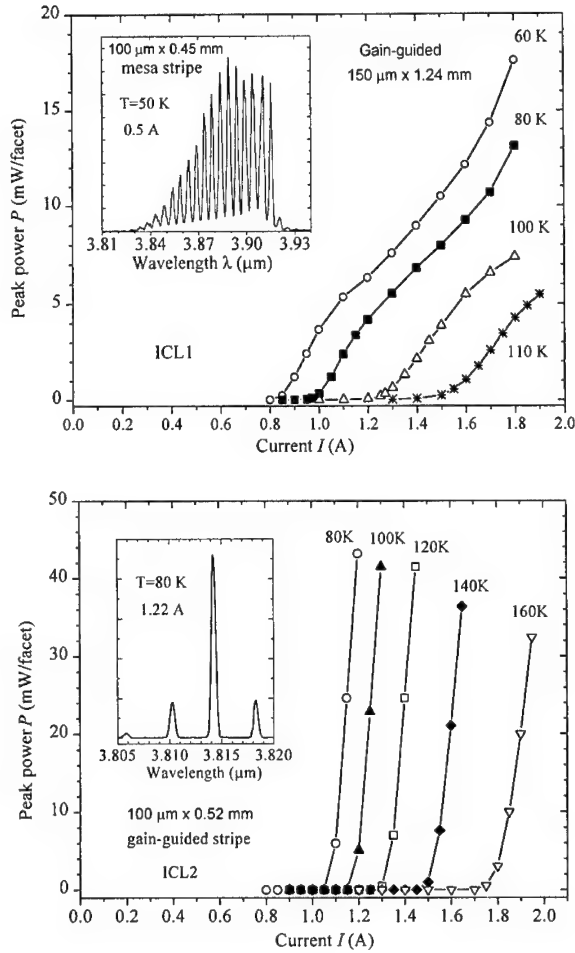 20
15
10
5
0
Peak power P (mW/facet)
100 μm x 0.45 mm
mesa stripe
T=50 K
0.5 A
3.81 3.84 3.87 3.90 3.93
Wavelength λ (μm)
Gain-guided
150 μm x 1.24 mm
60 K
80 K
100 K
110 K
ICL1
0.0 0.2 0.4 0.6 0.8 1.0 1.2 1.4 1.6 1.8 2.0
Current I (A)
50
40
30
20
10
0
Peak power P (mW/facet)
T=80 K
1.22 A
3.805 3.810 3.815 3.820
Wavelength (μm)
80K 100K 120K
140K
160K
100 μm x 0.52 mm
gain-guided stripe
ICL2
0.0 0.2 0.4 0.6 0.8 1.0 1.2 1.4 1.6 1.8 2.0
Current I (A)